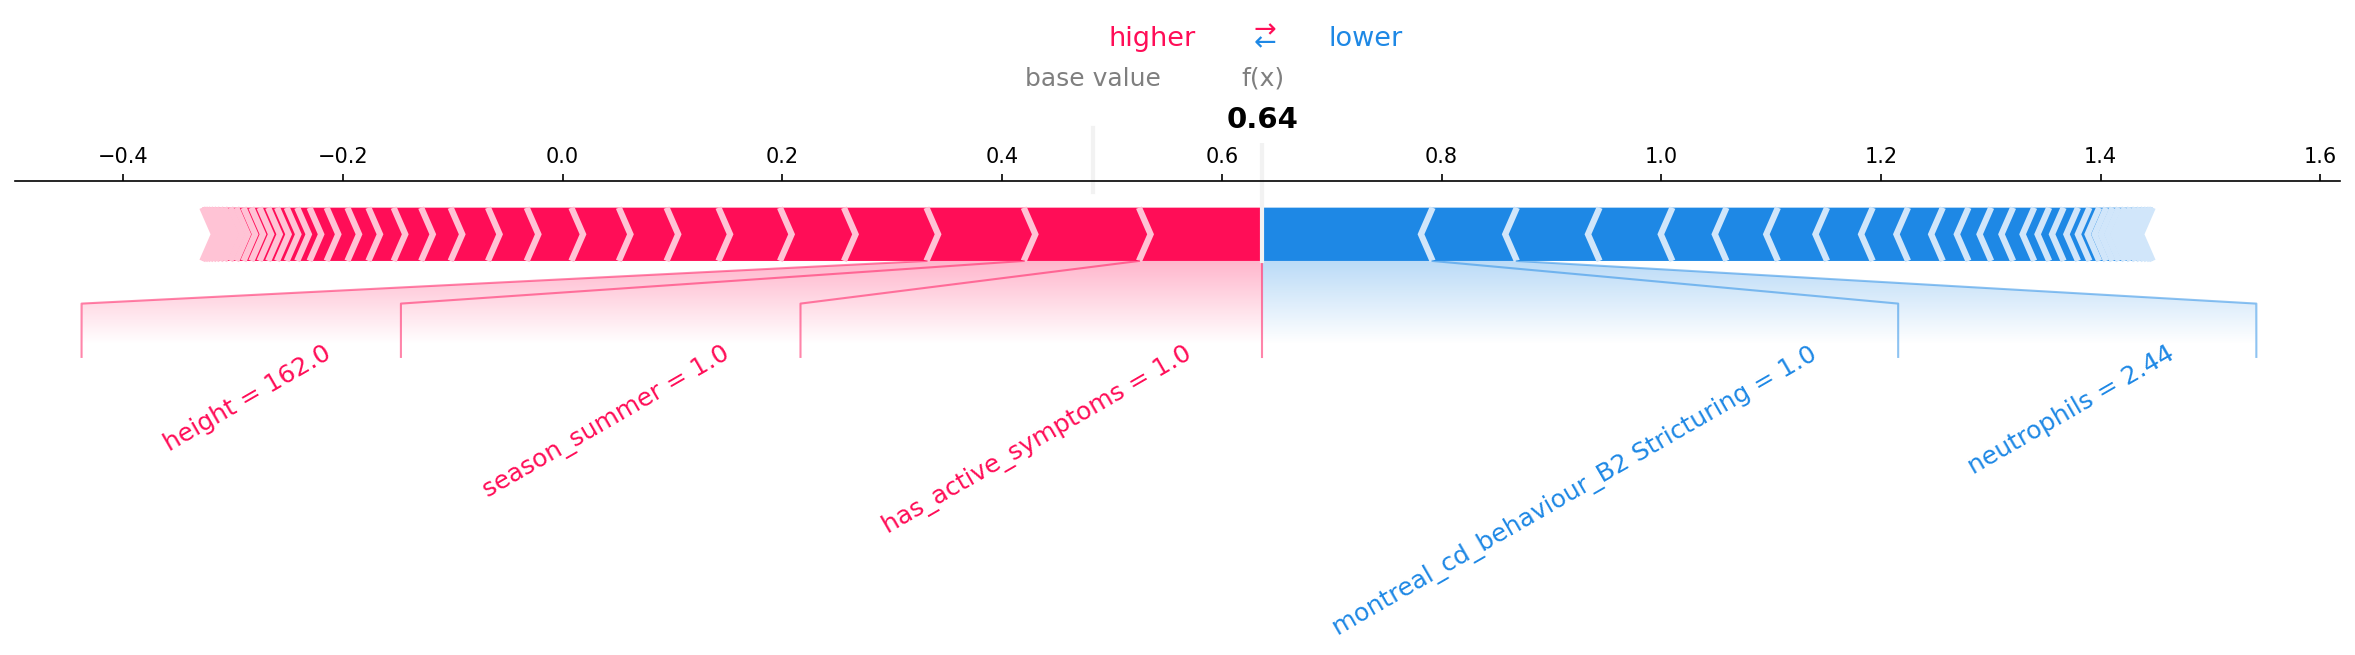 higher ⇄ lower
base value f(x)
0.64
−0.4 −0.2 0.0 0.2 0.4 0.6 0.8 1.0 1.2 1.4 1.6
height = 162.0
season_summer = 1.0
has_active_symptoms = 1.0
montreal_cd_behaviour_B2 Stricturing = 1.0
neutrophils = 2.44